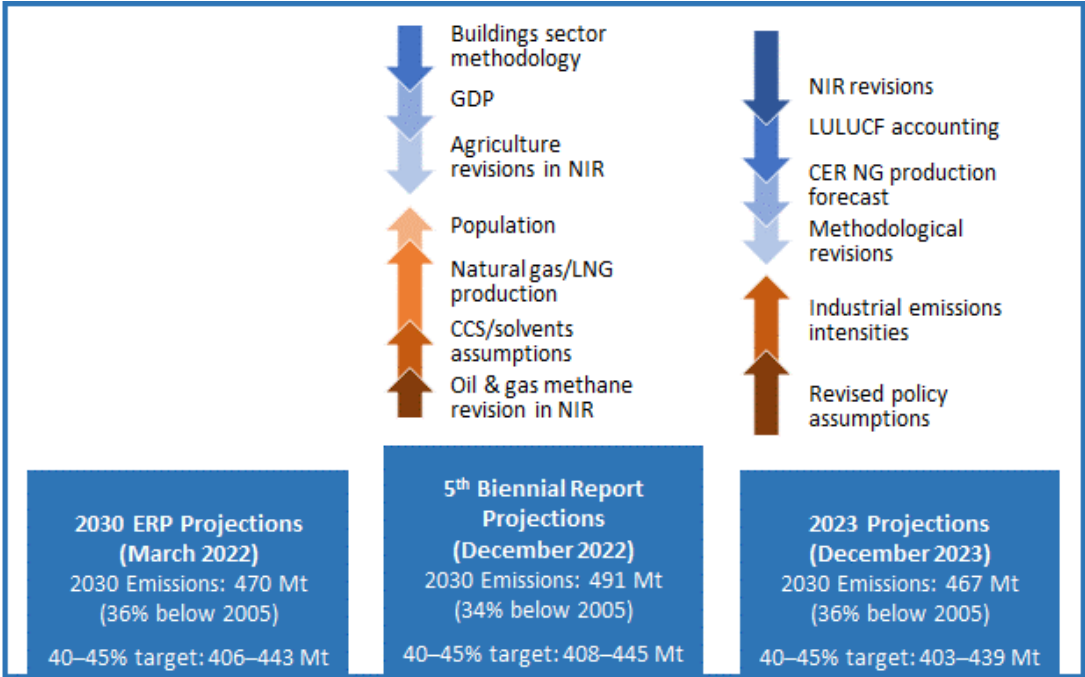 Buildings sector
methodology
GDP
Agriculture
revisions in NIR
Population
Natural gas/LNG
production
CCS/solvents
assumptions
Oil & gas methane
revision in NIR
NIR revisions
LULUCF accounting
CER NG production
forecast
Methodological
revisions
Industrial emissions
intensities
Revised policy
assumptions
2030 ERP Projections
(March 2022)
2030 Emissions: 470 Mt
(36% below 2005)
40–45% target: 406–443 Mt
5th Biennial Report
Projections
(December 2022)
2030 Emissions: 491 Mt
(34% below 2005)
40–45% target: 408–445 Mt
2023 Projections
(December 2023)
2030 Emissions: 467 Mt
(36% below 2005)
40–45% target: 403–439 Mt